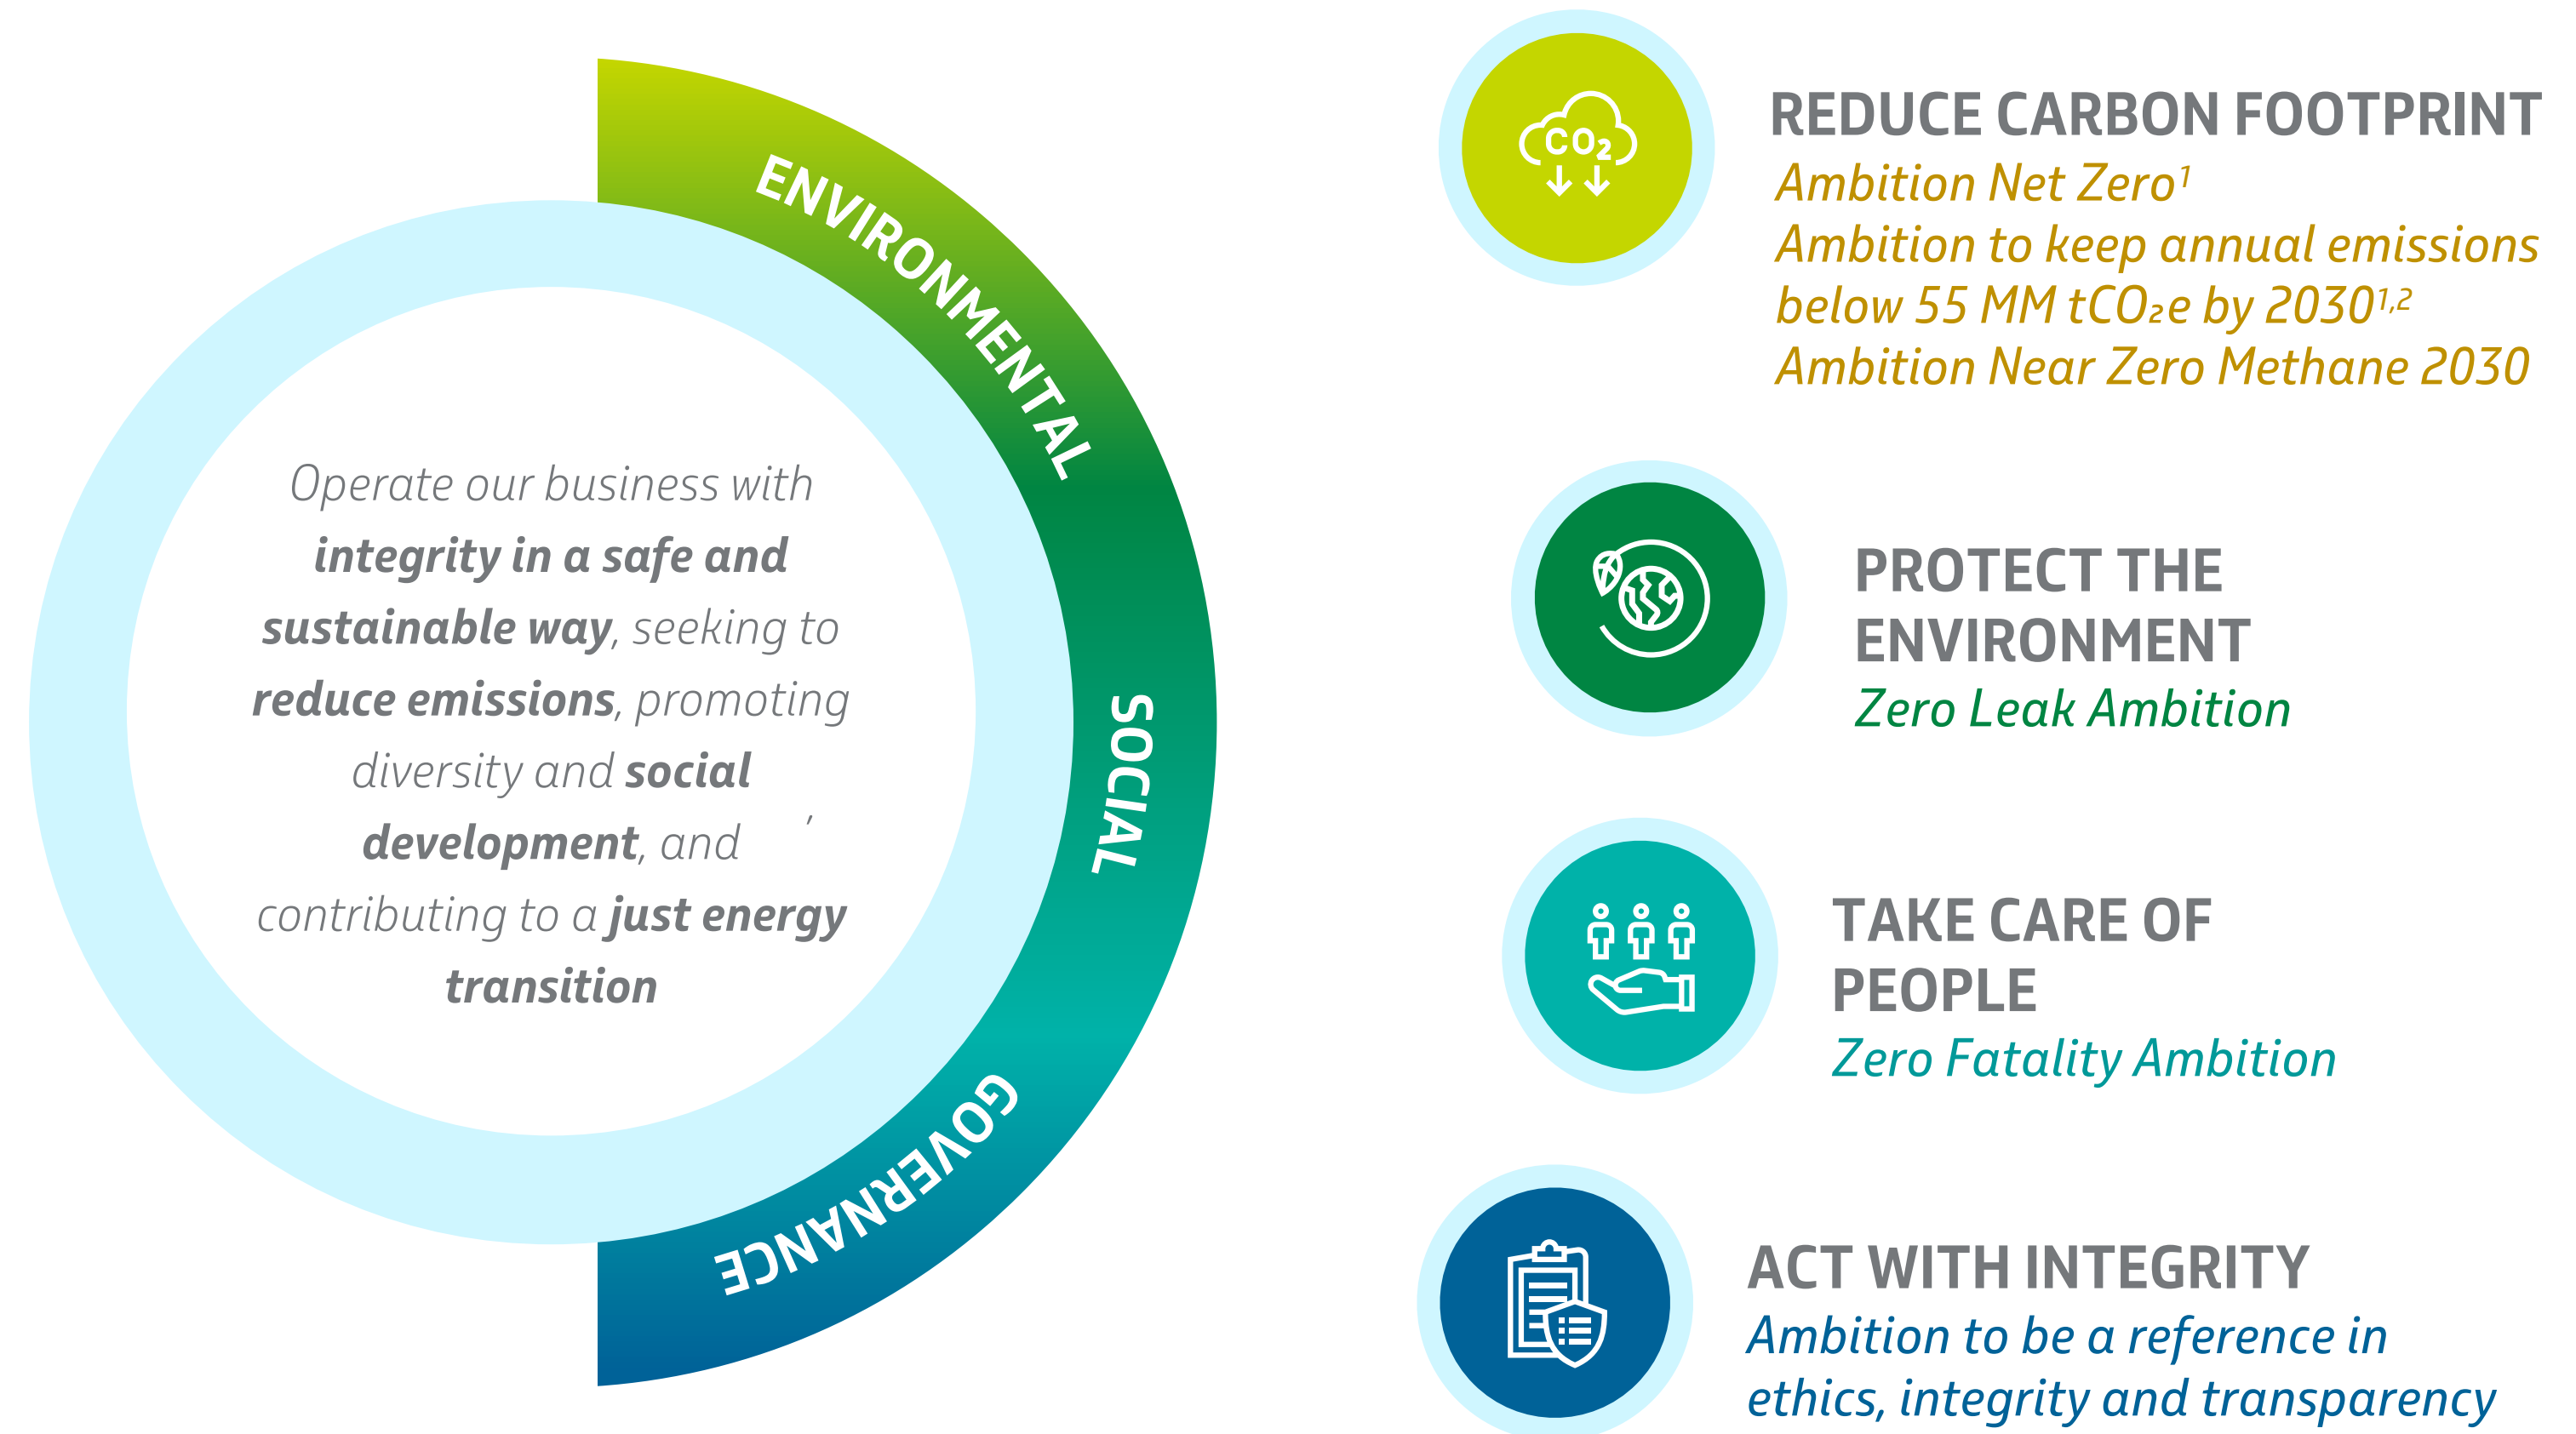 Operate our business with
integrity in a safe and
sustainable way, seeking to
reduce emissions, promoting
diversity and social
development, and ′
contributing to a just energy
transition
ENVIRONMENTAL
SOCIAL
GOVERNANCE
CO₂
REDUCE CARBON FOOTPRINT
Ambition Net Zero¹
Ambition to keep annual emissions
below 55 MM tCO₂e by 2030¹,²
Ambition Near Zero Methane 2030
PROTECT THE
ENVIRONMENT
Zero Leak Ambition
TAKE CARE OF
PEOPLE
Zero Fatality Ambition
ACT WITH INTEGRITY
Ambition to be a reference in
ethics, integrity and transparency